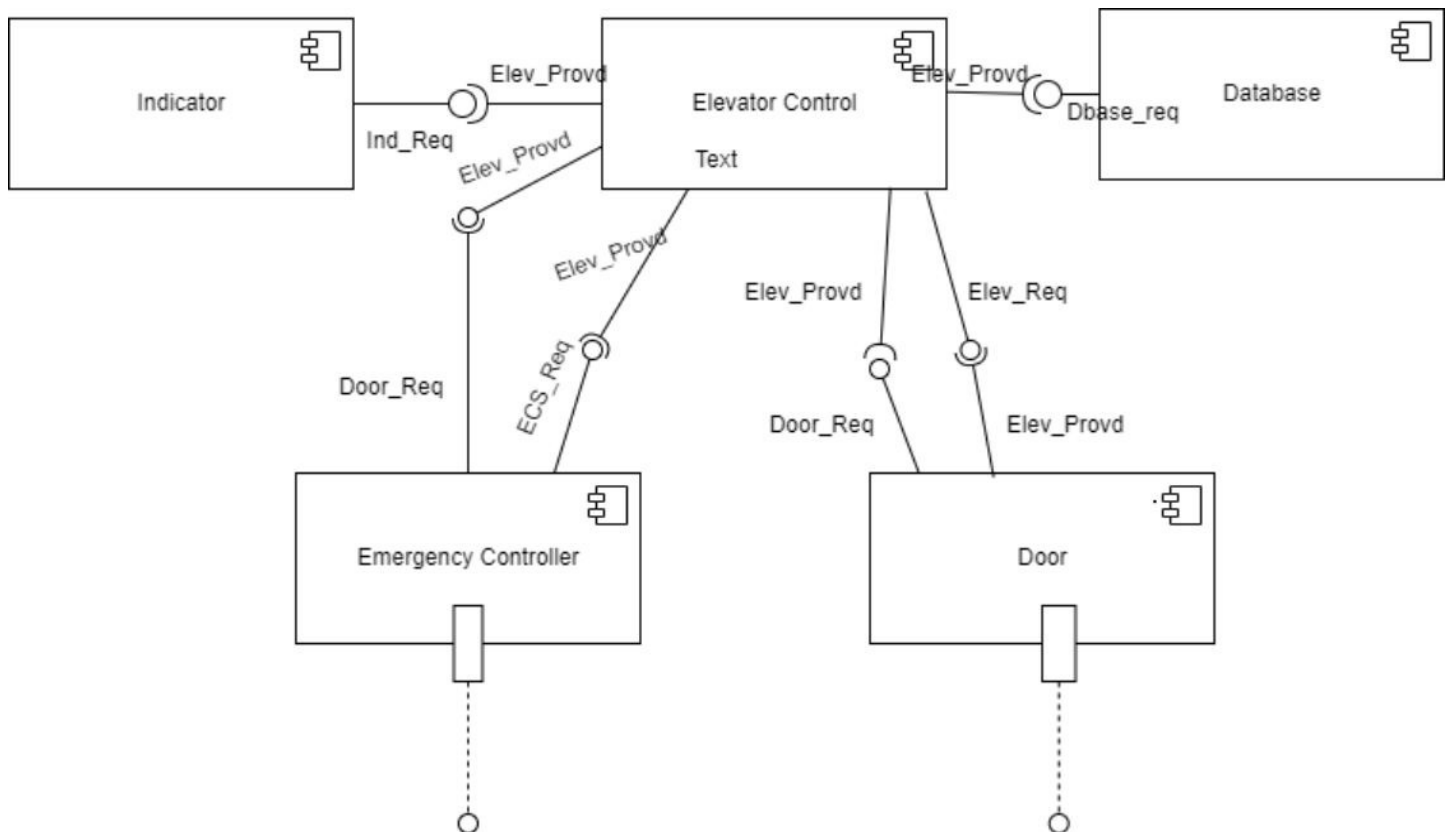 Indicator
Elev_Provd
Ind_Req
Elevator Control
Text
Elev_Provd
Dbase_req
Database
Elev_Provd
Elev_Provd
Door_Req
ECS_Req
Elev_Provd
Elev_Req
Door_Req
Elev_Provd
Emergency Controller
Door